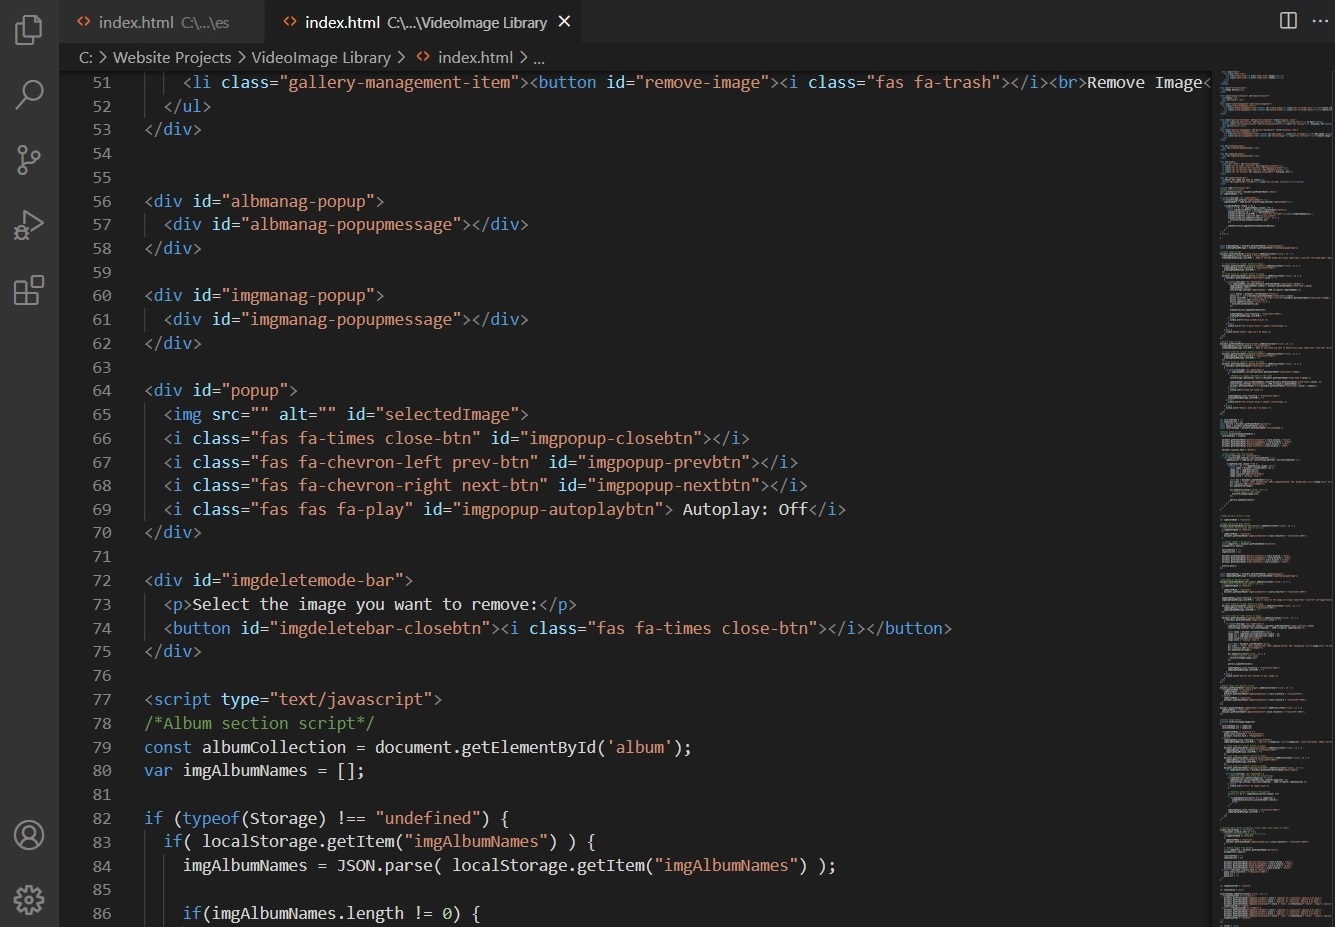 index.html C:\...\es
index.html C:\...\VideoImage Library
C: > Website Projects > VideoImage Library > index.html > ...
51 <li class="gallery-management-item"><button id="remove-image"><i class="fas fa-trash"></i><br>Remove Image<
52 </ul>
53 </div>
54
55
56 <div id="albmanag-popup">
57 <div id="albmanag-popupmessage"></div>
58 </div>
59
60 <div id="imgmanag-popup">
61 <div id="imgmanag-popupmessage"></div>
62 </div>
63
64 <div id="popup">
65 <img src="" alt="" id="selectedImage">
66 <i class="fas fa-times close-btn" id="imgpopup-closebtn"></i>
67 <i class="fas fa-chevron-left prev-btn" id="imgpopup-prevbtn"></i>
68 <i class="fas fa-chevron-right next-btn" id="imgpopup-nextbtn"></i>
69 <i class="fas fas fa-play" id="imgpopup-autoplaybtn"> Autoplay: Off</i>
70 </div>
71
72 <div id="imgdeletemode-bar">
73 <p>Select the image you want to remove:</p>
74 <button id="imgdeletebar-closebtn"><i class="fas fa-times close-btn"></i></button>
75 </div>
76
77 <script type="text/javascript">
78 /*Album section script*/
79 const albumCollection = document.getElementById('album');
80 var imgAlbumNames = [];
81
82 if (typeof(Storage) !== "undefined") {
83 if( localStorage.getItem("imgAlbumNames") ) {
84 imgAlbumNames = JSON.parse( localStorage.getItem("imgAlbumNames") );
85
86 if(imgAlbumNames.length != 0) {